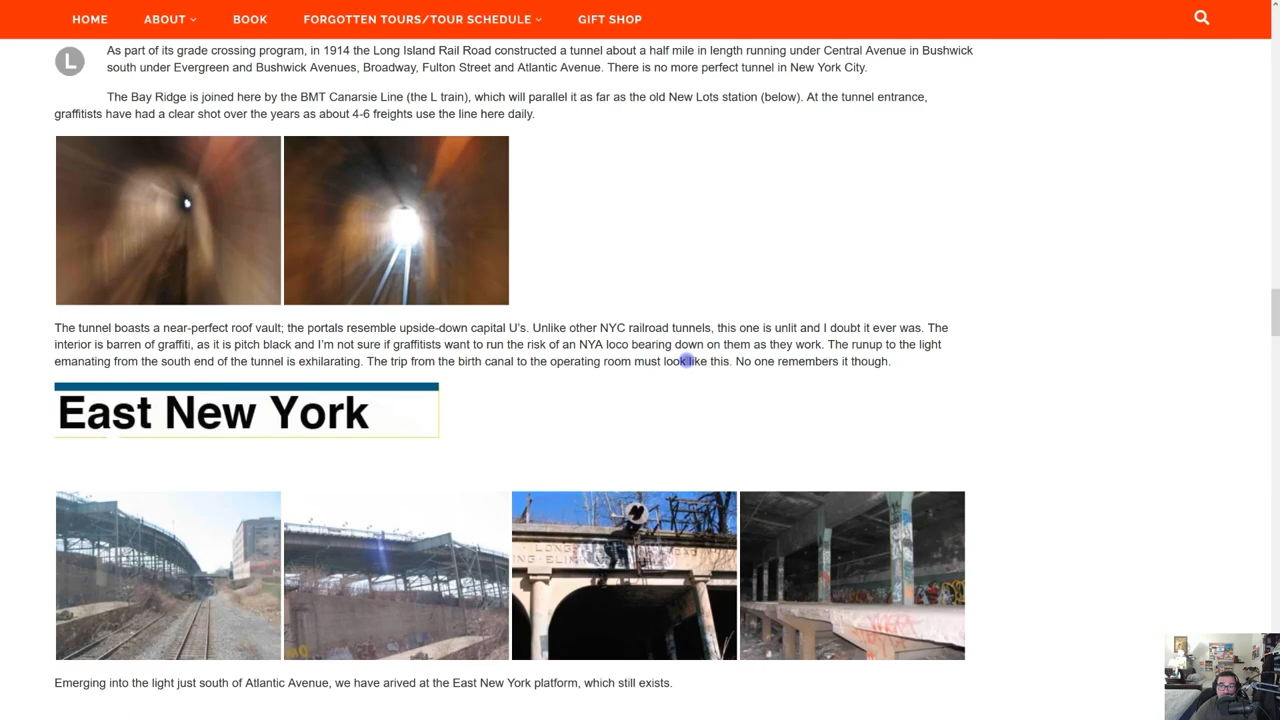 HOME
ABOUT
BOOK
FORGOTTEN TOURS/TOUR SCHEDULE
GIFT SHOP
L
As part of its grade crossing program, in 1914 the Long Island Rail Road constructed a tunnel about a half mile in length running under Central Avenue in Bushwick
south under Evergreen and Bushwick Avenues, Broadway, Fulton Street and Atlantic Avenue. There is no more perfect tunnel in New York City.
The Bay Ridge is joined here by the BMT Canarsie Line (the L train), which will parallel it as far as the old New Lots station (below). At the tunnel entrance,
graffitists have had a clear shot over the years as about 4-6 freights use the line here daily.
The tunnel boasts a near-perfect roof vault; the portals resemble upside-down capital U's. Unlike other NYC railroad tunnels, this one is unlit and I doubt it ever was. The
interior is barren of graffiti, as it is pitch black and I'm not sure if graffitists want to run the risk of an NYA loco bearing down on them as they work. The runup to the light
emanating from the south end of the tunnel is exhilarating. The trip from the birth canal to the operating room must look like this. No one remembers it though.
East New York
Emerging into the light just south of Atlantic Avenue, we have arived at the East New York platform, which still exists.